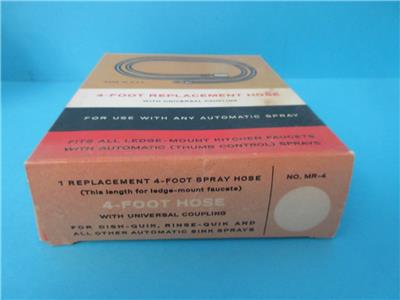 MADE IN U.S.A.
4-FOOT REPLACEMENT HOSE
WITH UNIVERSAL COUPLING
FOR USE WITH ANY AUTOMATIC SPRAY
FITS ALL LEDGE-MOUNT KITCHEN FAUCETS
WITH AUTOMATIC (THUMB CONTROL) SPRAYS
1 REPLACEMENT 4-FOOT SPRAY HOSE
(This length for ledge-mount faucets)
4-FOOT HOSE
WITH UNIVERSAL COUPLING
FOR DISH-QUIK, RINSE-QUIK AND
ALL OTHER AUTOMATIC SINK SPRAYS
NO. MR-4